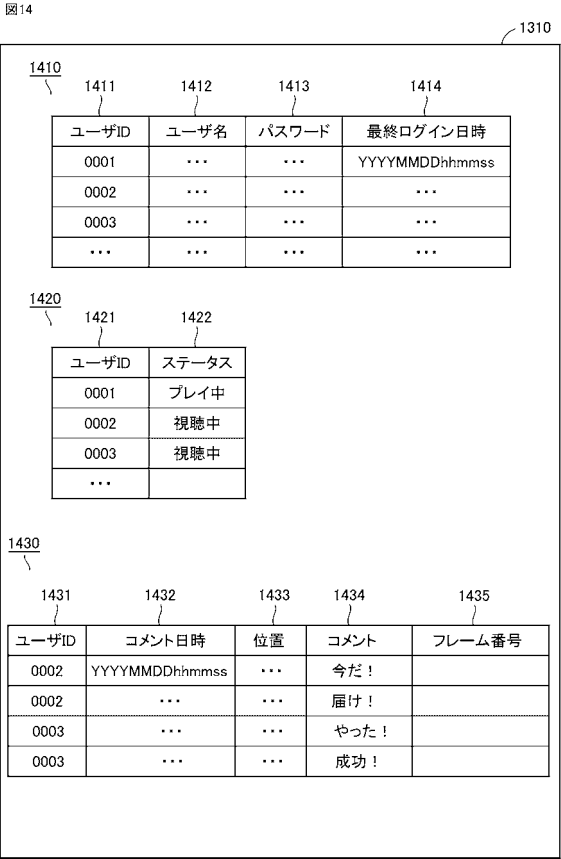 図14
1310
1410
1411 1412 1413 1414
ユーザID ユーザ名 パスワード 最終ログイン日時
0001 ・・・ ・・・ YYYYMMDDhhmmss
0002 ・・・ ・・・ ・・・
0003 ・・・ ・・・ ・・・
・・・ ・・・ ・・・ ・・・
1420
1421 1422
ユーザID ステータス
0001 プレイ中
0002 視聴中
0003 視聴中
・・・
1430
1431 1432 1433 1434 1435
ユーザID コメント日時 位置 コメント フレーム番号
0002 YYYYMMDDhhmmss ・・・ 今だ!
0002 ・・・ ・・・ 届け!
0003 ・・・ ・・・ やった!
0003 ・・・ ・・・ 成功!